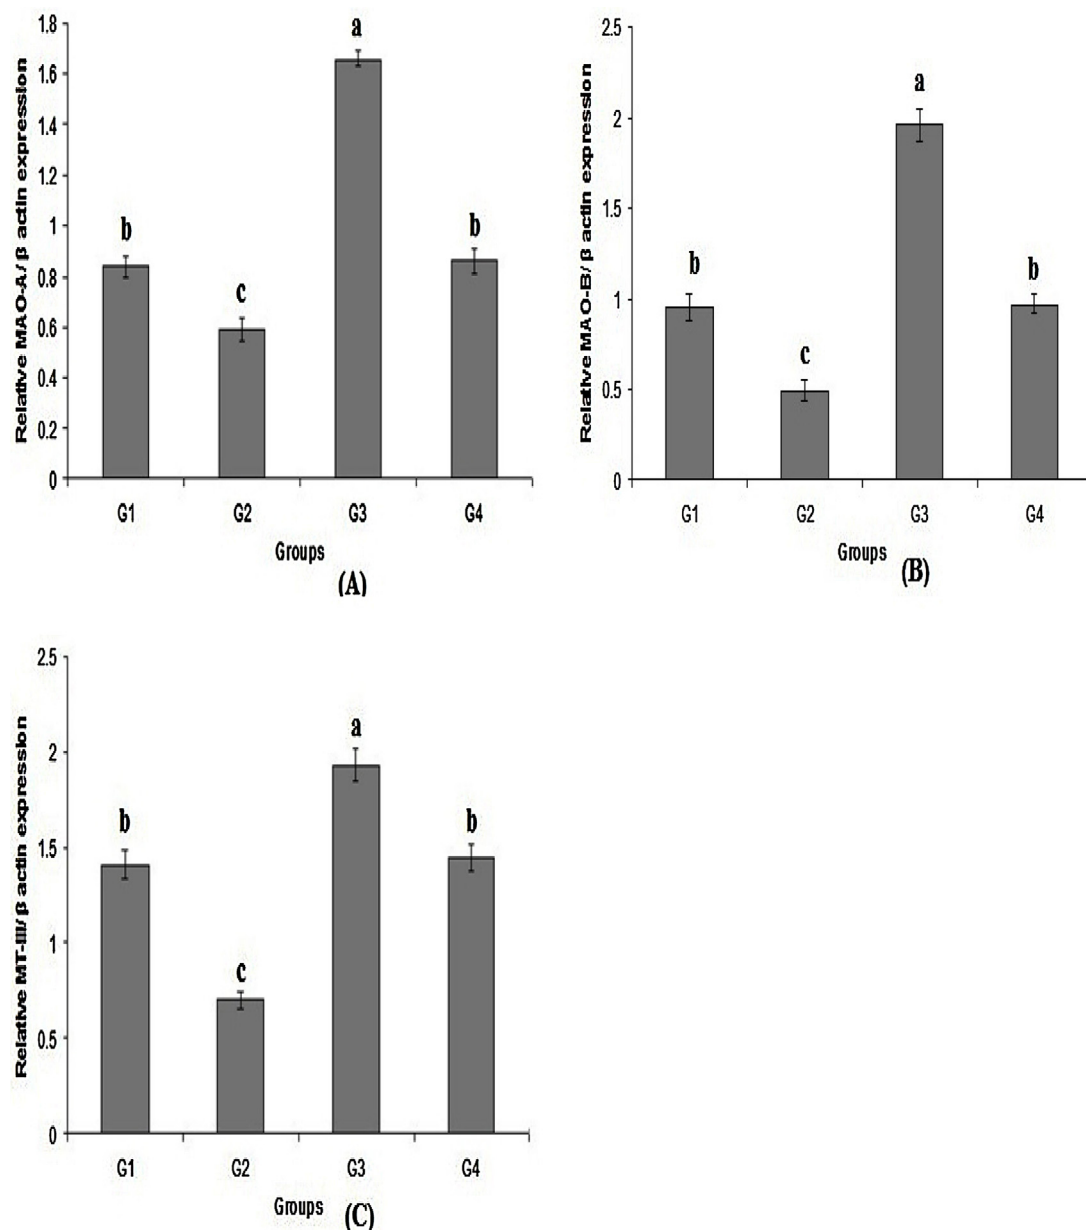 Relative MAO-A/ β actin expression
1.8
1.6
1.4
1.2
1
0.8
0.6
0.4
0.2
0
b
c
a
b
G1 G2 G3 G4
Groups
(A)
Relative MAO-B/ β actin expression
2.5
2
1.5
1
0.5
0
b
c
a
b
G1 G2 G3 G4
Groups
(B)
Relative MT-III/ β actin expression
2.5
2
1.5
1
0.5
0
b
c
a
b
G1 G2 G3 G4
Groups
(C)